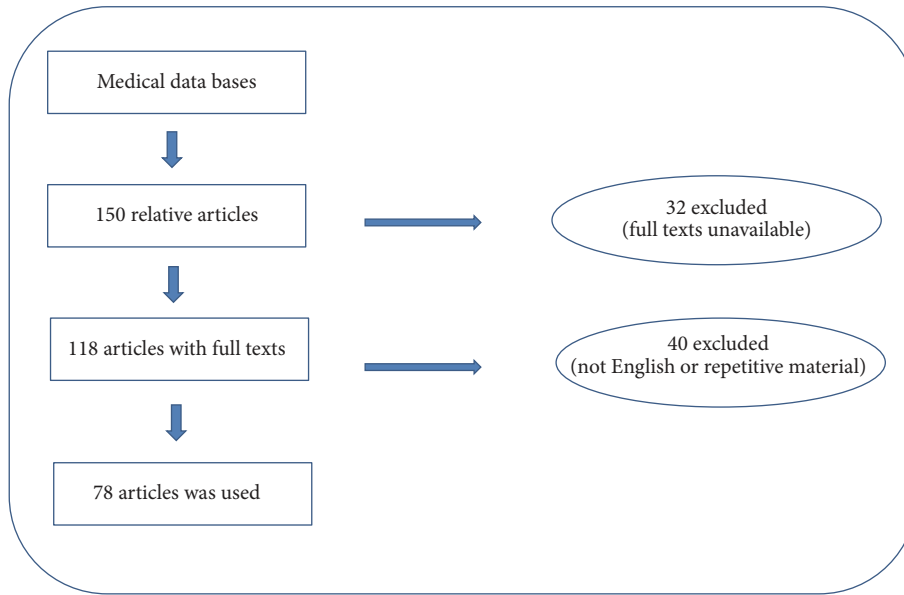 Medical data bases
150 relative articles
32 excluded
(full texts unavailable)
118 articles with full texts
40 excluded
(not English or repetitive material)
78 articles was used